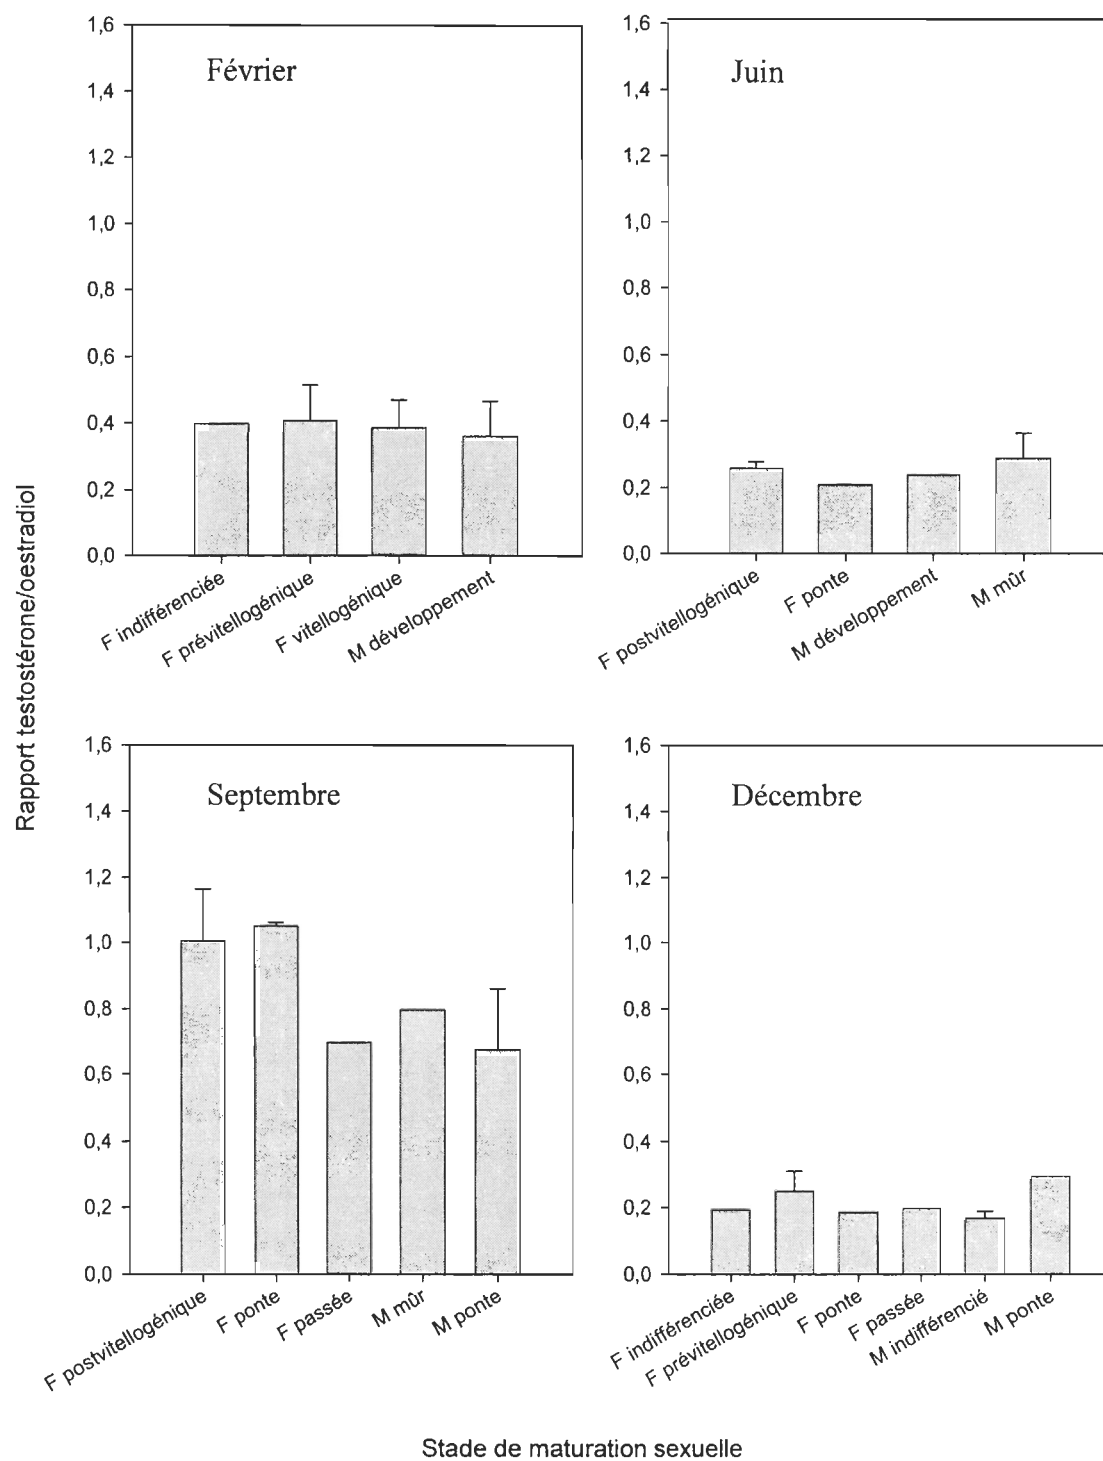 Rapport testostérone/oestradiol
Février
1,6
1,4
1,2
1,0
0,8
0,6
0,4
0,2
0,0
F indifférenciée
F prévitellogénique
F vitellogénique
M développement
Juin
1,6
1,4
1,2
1,0
0,8
0,6
0,4
0,2
0,0
F postvitellogénique
F ponte
M développement
M mûr
Septembre
1,6
1,4
1,2
1,0
0,8
0,6
0,4
0,2
0,0
F postvitellogénique
F ponte
F passée
M mûr
M ponte
Décembre
1,6
1,4
1,2
1,0
0,8
0,6
0,4
0,2
0,0
F indifférenciée
F prévitellogénique
F ponte
F passée
M indifférencié
M ponte
Stade de maturation sexuelle